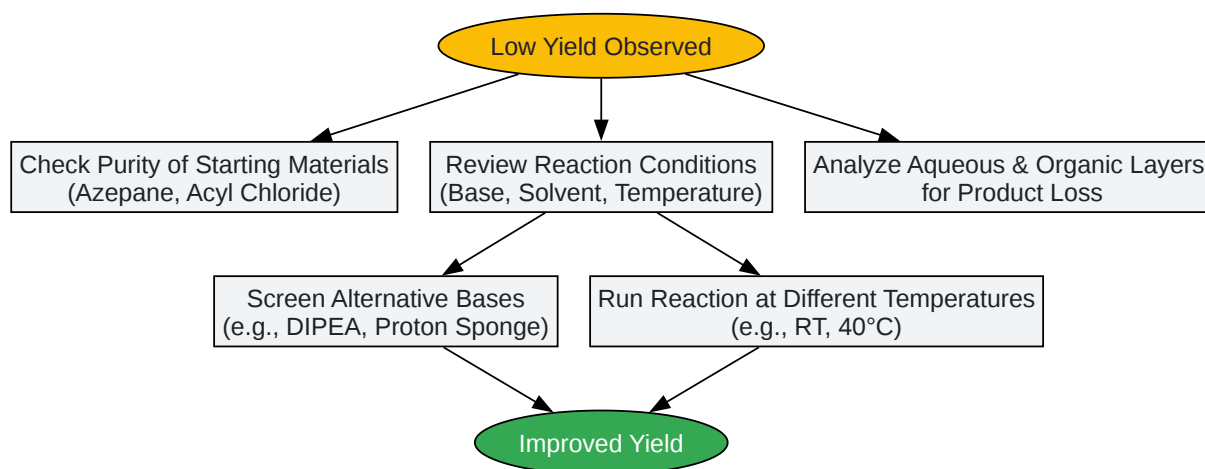 Low Yield Observed
Check Purity of Starting Materials
(Azepane, Acyl Chloride)
Review Reaction Conditions
(Base, Solvent, Temperature)
Analyze Aqueous & Organic Layers
for Product Loss
Screen Alternative Bases
(e.g., DIPEA, Proton Sponge)
Run Reaction at Different Temperatures
(e.g., RT, 40°C)
Improved Yield